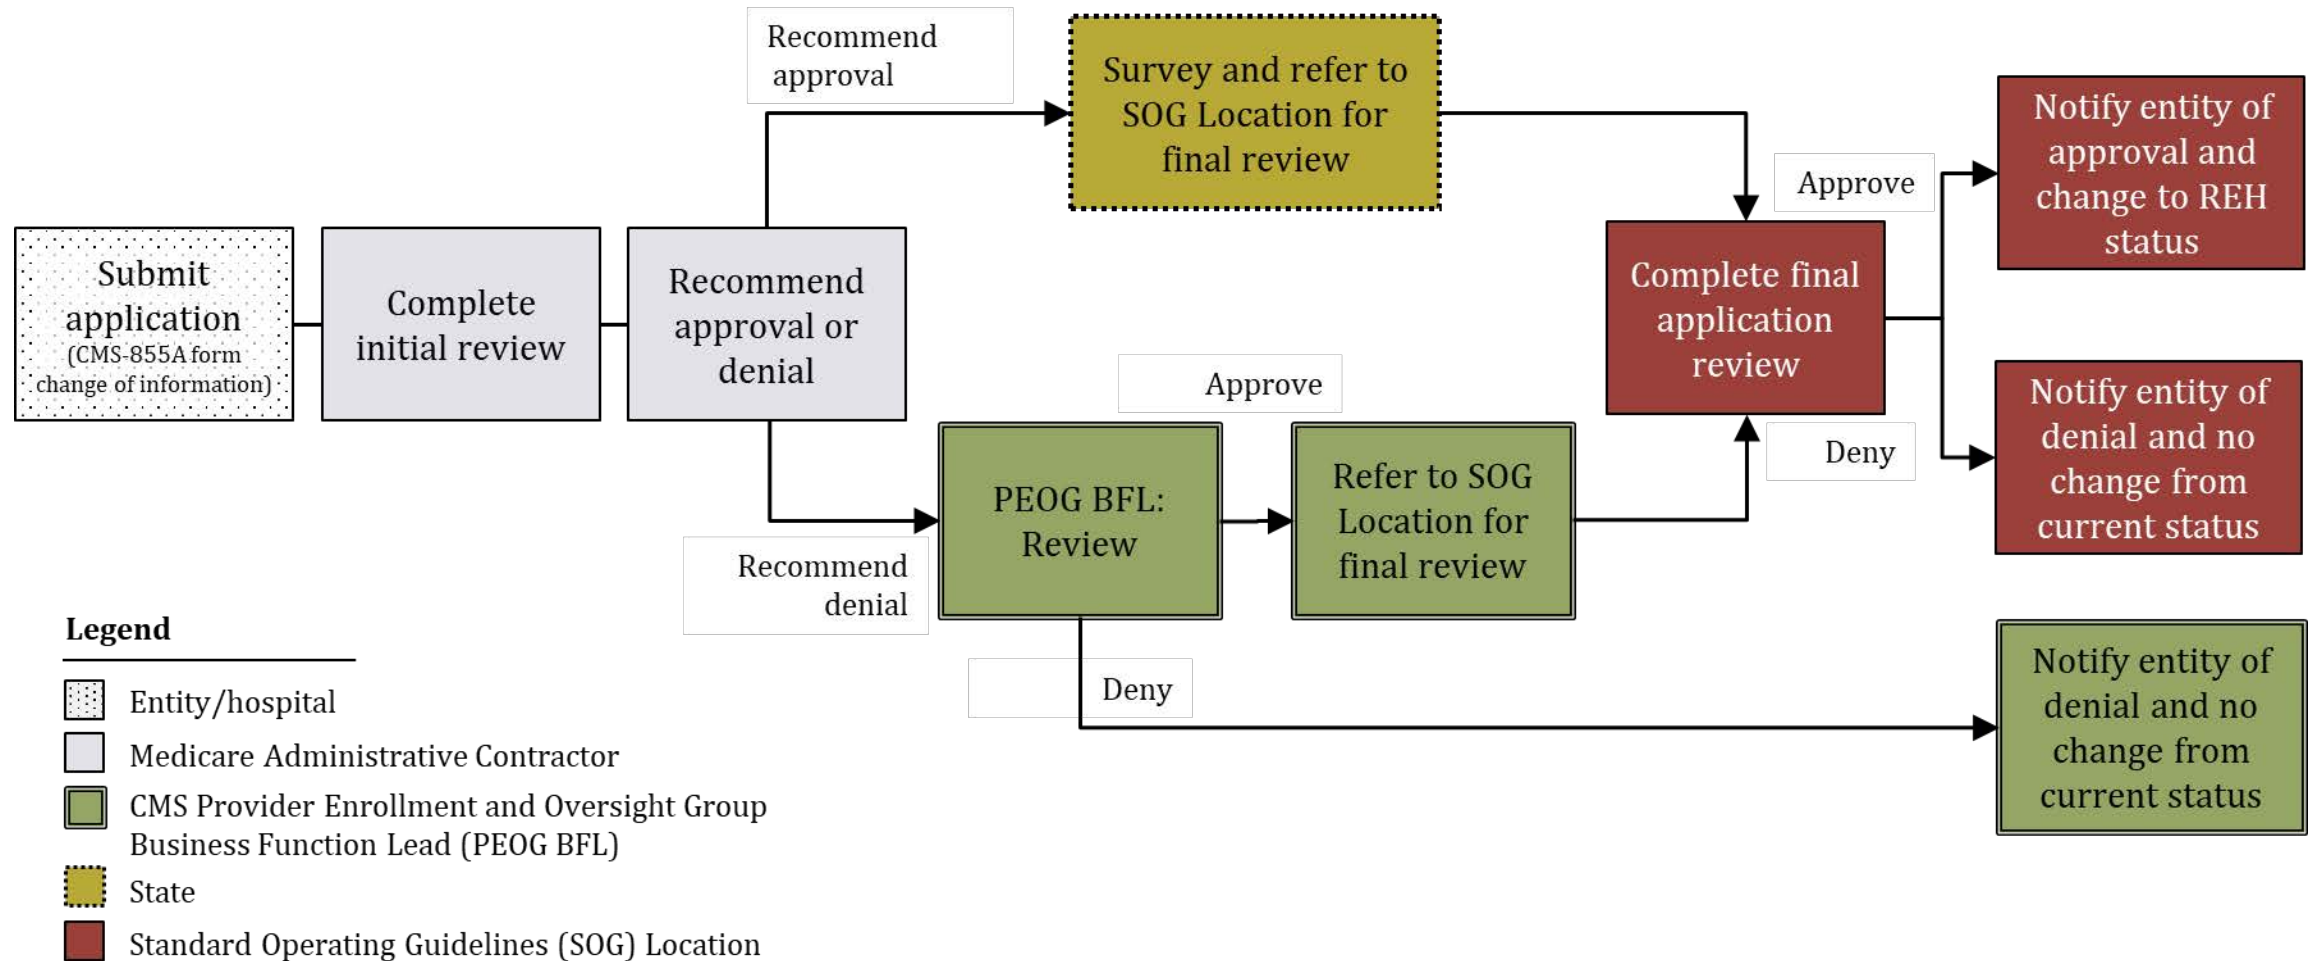 Recommend
approval
Survey and refer to
SOG Location for
final review
Notify entity of
approval and
change to REH
status
Approve
Submit
application
(CMS-855A form
change of information)
Complete
initial review
Recommend
approval or
denial
Complete final
application
review
Approve
Deny
Notify entity of
denial and no
change from
current status
PEOG BFL:
Review
Refer to SOG
Location for
final review
Recommend
denial
Deny
Notify entity of
denial and no
change from
current status
Legend
Entity/hospital
Medicare Administrative Contractor
CMS Provider Enrollment and Oversight Group
Business Function Lead (PEOG BFL)
State
Standard Operating Guidelines (SOG) Location